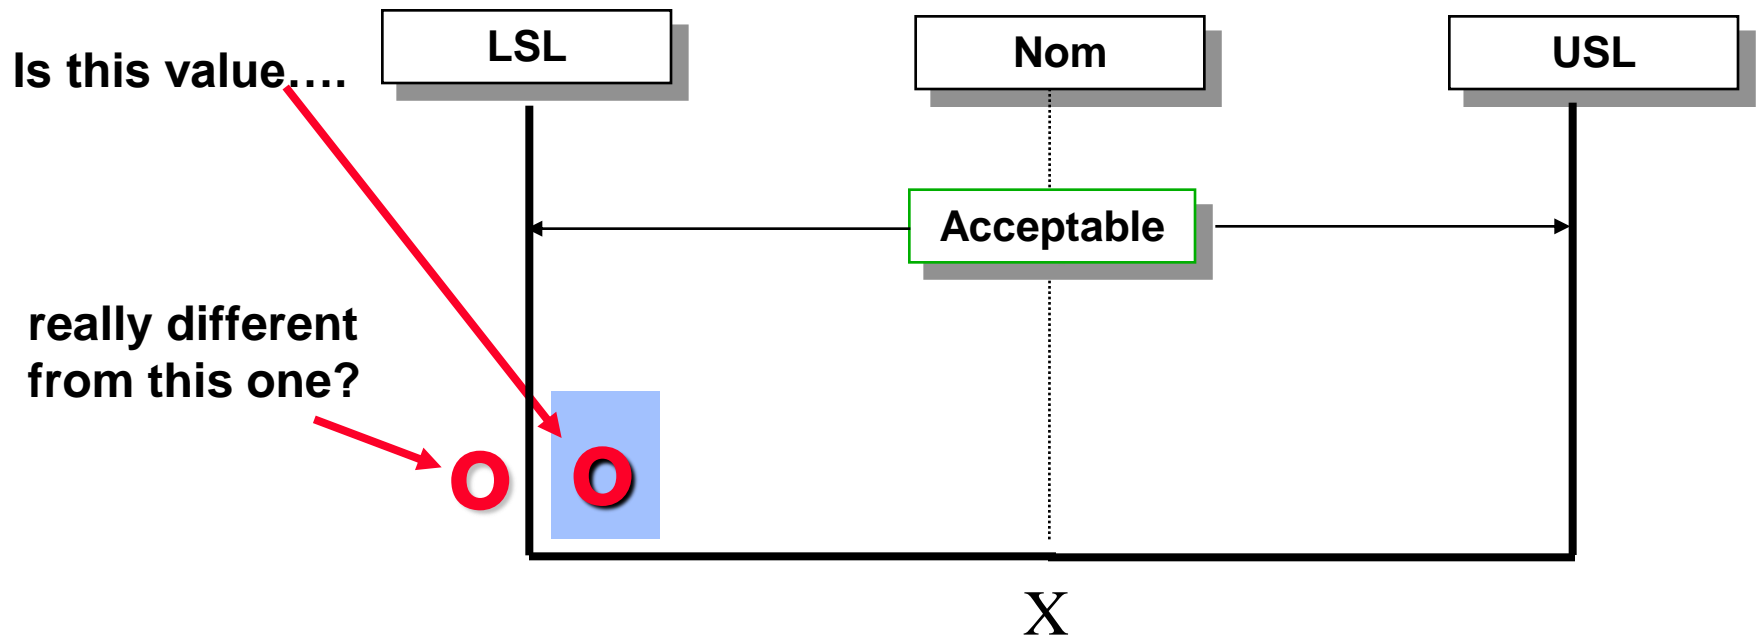 LSL
Nom
USL
Is this value….
Acceptable
really different
from this one?
O
O
X